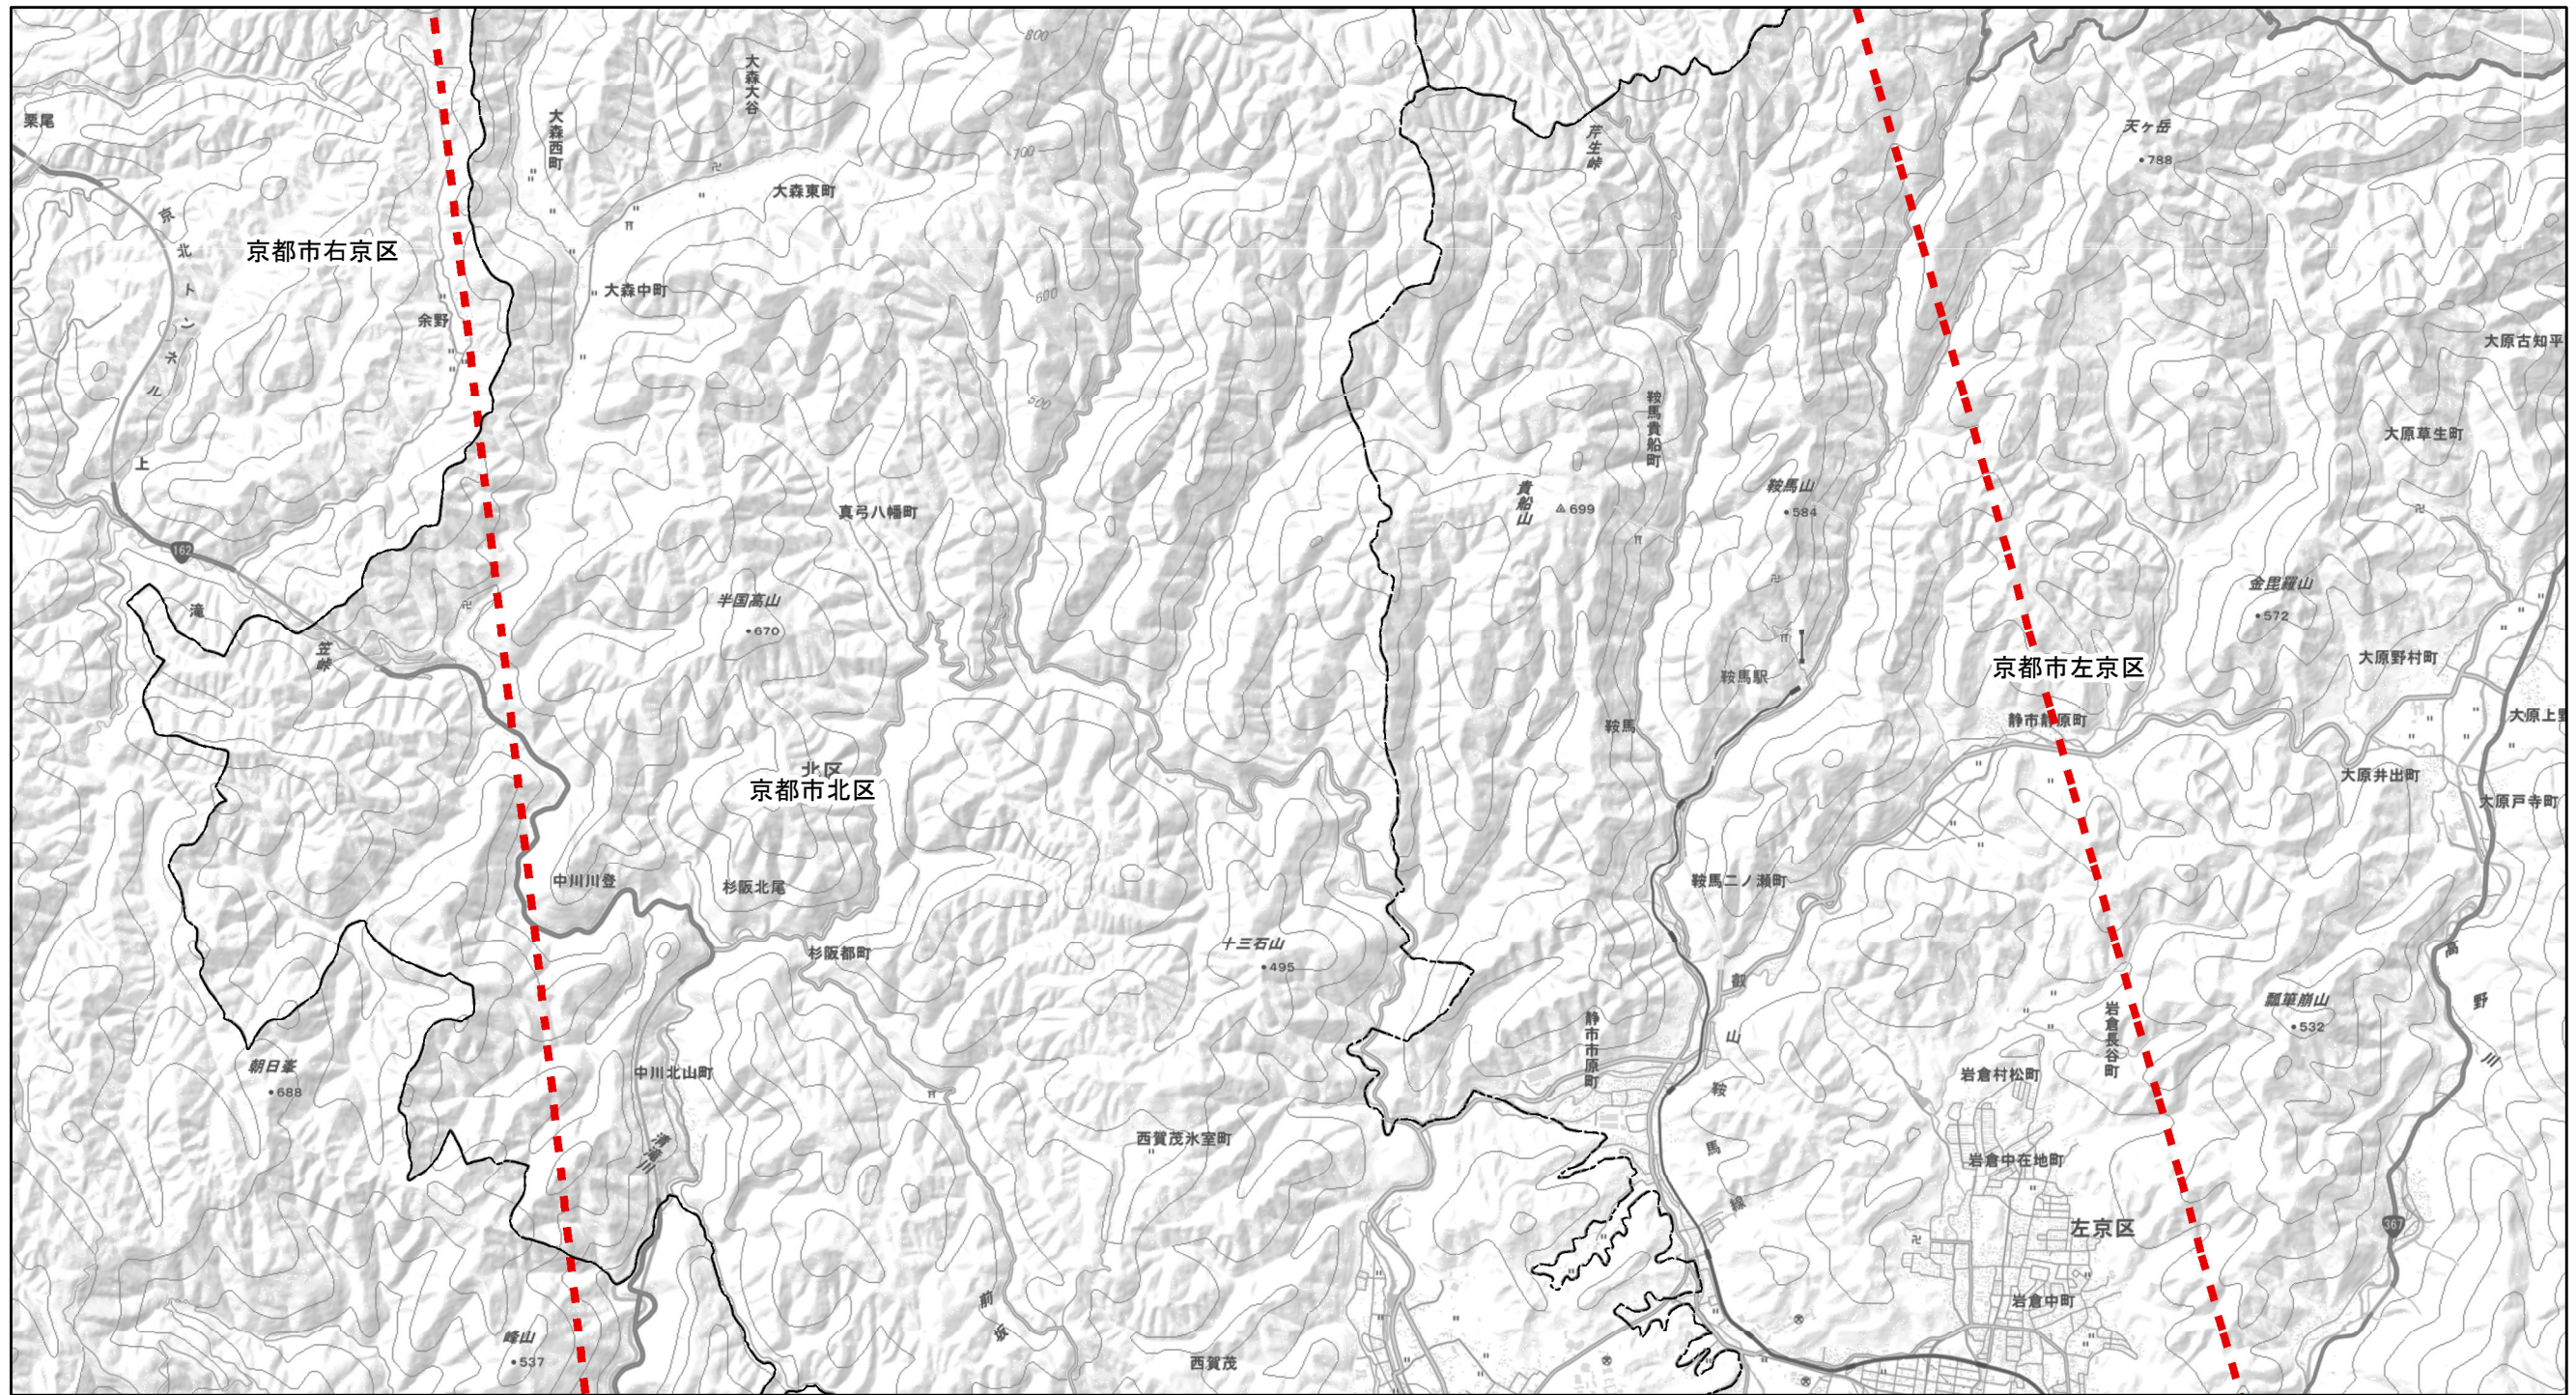 800
大森大谷
天ヶ岳
・788
栗尾
大森西町
芹生峠
700
大森東町
京北トンネル
京都市右京区
大森中町
600
余野
大原古知平
500
鞍馬貴船町
大原草生町
上
貴船山
699
鞍馬山
・584
真弓八幡町
162
半国高山
・670
金毘羅山
・572
滝
笠峠
京都市左京区
大原野村町
鞍馬駅
鞍馬
静市静原町
大原上野
北区
京都市北区
大原井出町
大原戸寺町
中川川登
杉阪北尾
鞍馬二ノ瀬町
杉阪都町
十三石山
・495
高野川
叡山鞍馬線
瓢箪崩山
・532
静市市原町
岩倉長谷町
朝日峯
・688
中川北山町
岩倉村松町
清滝川
西賀茂氷室町
岩倉中在地町
左京区
367
前坂
岩倉中町
峰山
・537
西賀茂